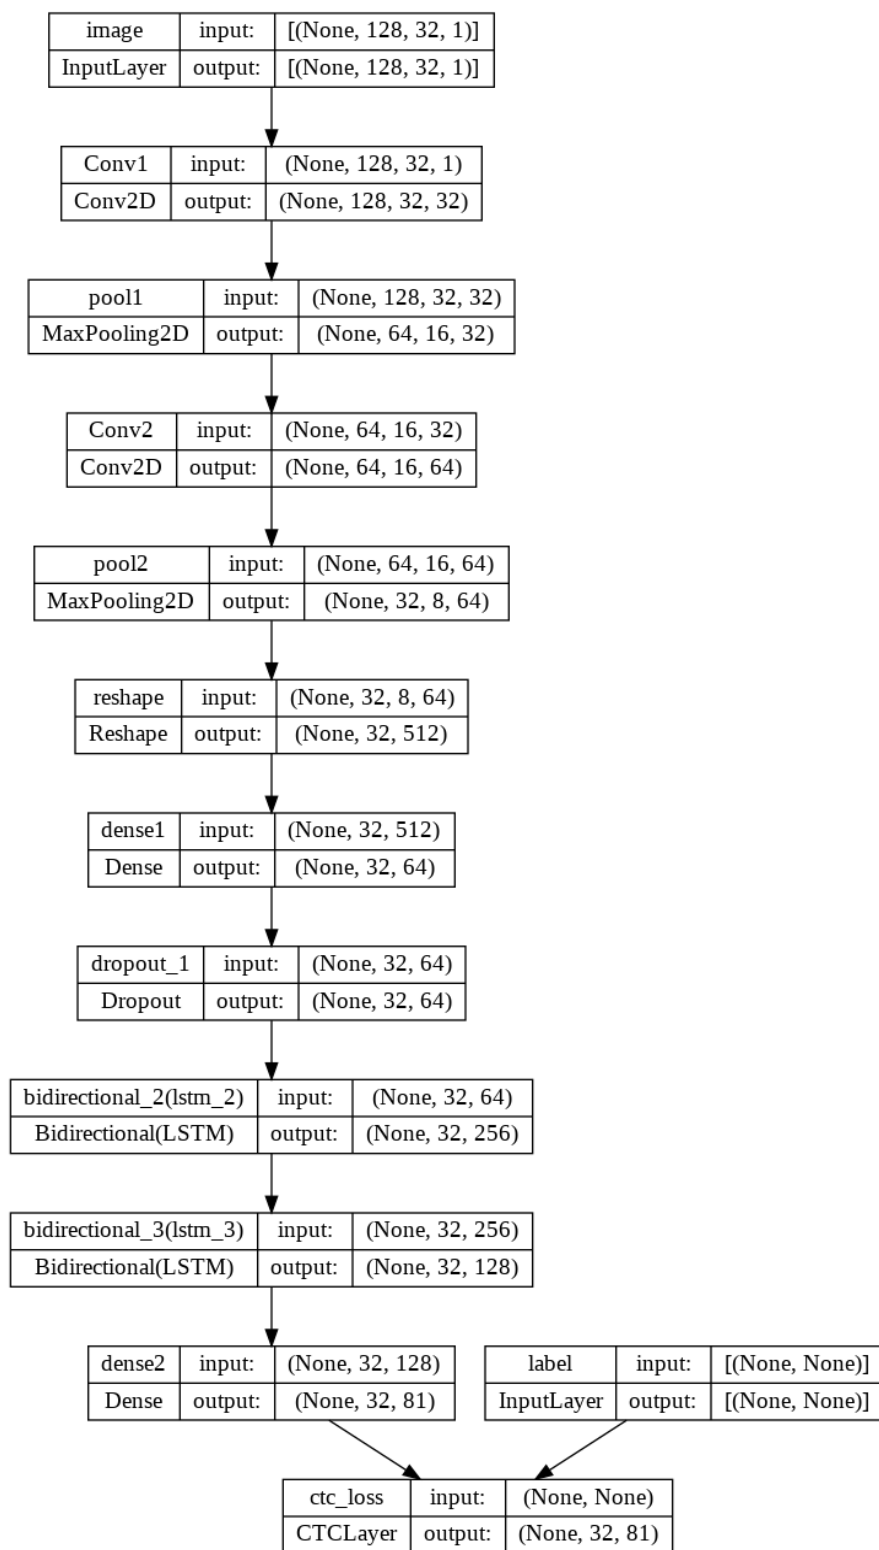 image input: [(None, 128, 32, 1)]
InputLayer output: [(None, 128, 32, 1)]
Conv1 input: (None, 128, 32, 1)
Conv2D output: (None, 128, 32, 32)
pool1 input: (None, 128, 32, 32)
MaxPooling2D output: (None, 64, 16, 32)
Conv2 input: (None, 64, 16, 32)
Conv2D output: (None, 64, 16, 64)
pool2 input: (None, 64, 16, 64)
MaxPooling2D output: (None, 32, 8, 64)
reshape input: (None, 32, 8, 64)
Reshape output: (None, 32, 512)
dense1 input: (None, 32, 512)
Dense output: (None, 32, 64)
dropout_1 input: (None, 32, 64)
Dropout output: (None, 32, 64)
bidirectional_2(lstm_2) input: (None, 32, 64)
Bidirectional(LSTM) output: (None, 32, 256)
bidirectional_3(lstm_3) input: (None, 32, 256)
Bidirectional(LSTM) output: (None, 32, 128)
dense2 input: (None, 32, 128)
Dense output: (None, 32, 81)
label input: [(None, None)]
InputLayer output: [(None, None)]
ctc_loss input: (None, None)
CTCLayer output: (None, 32, 81)